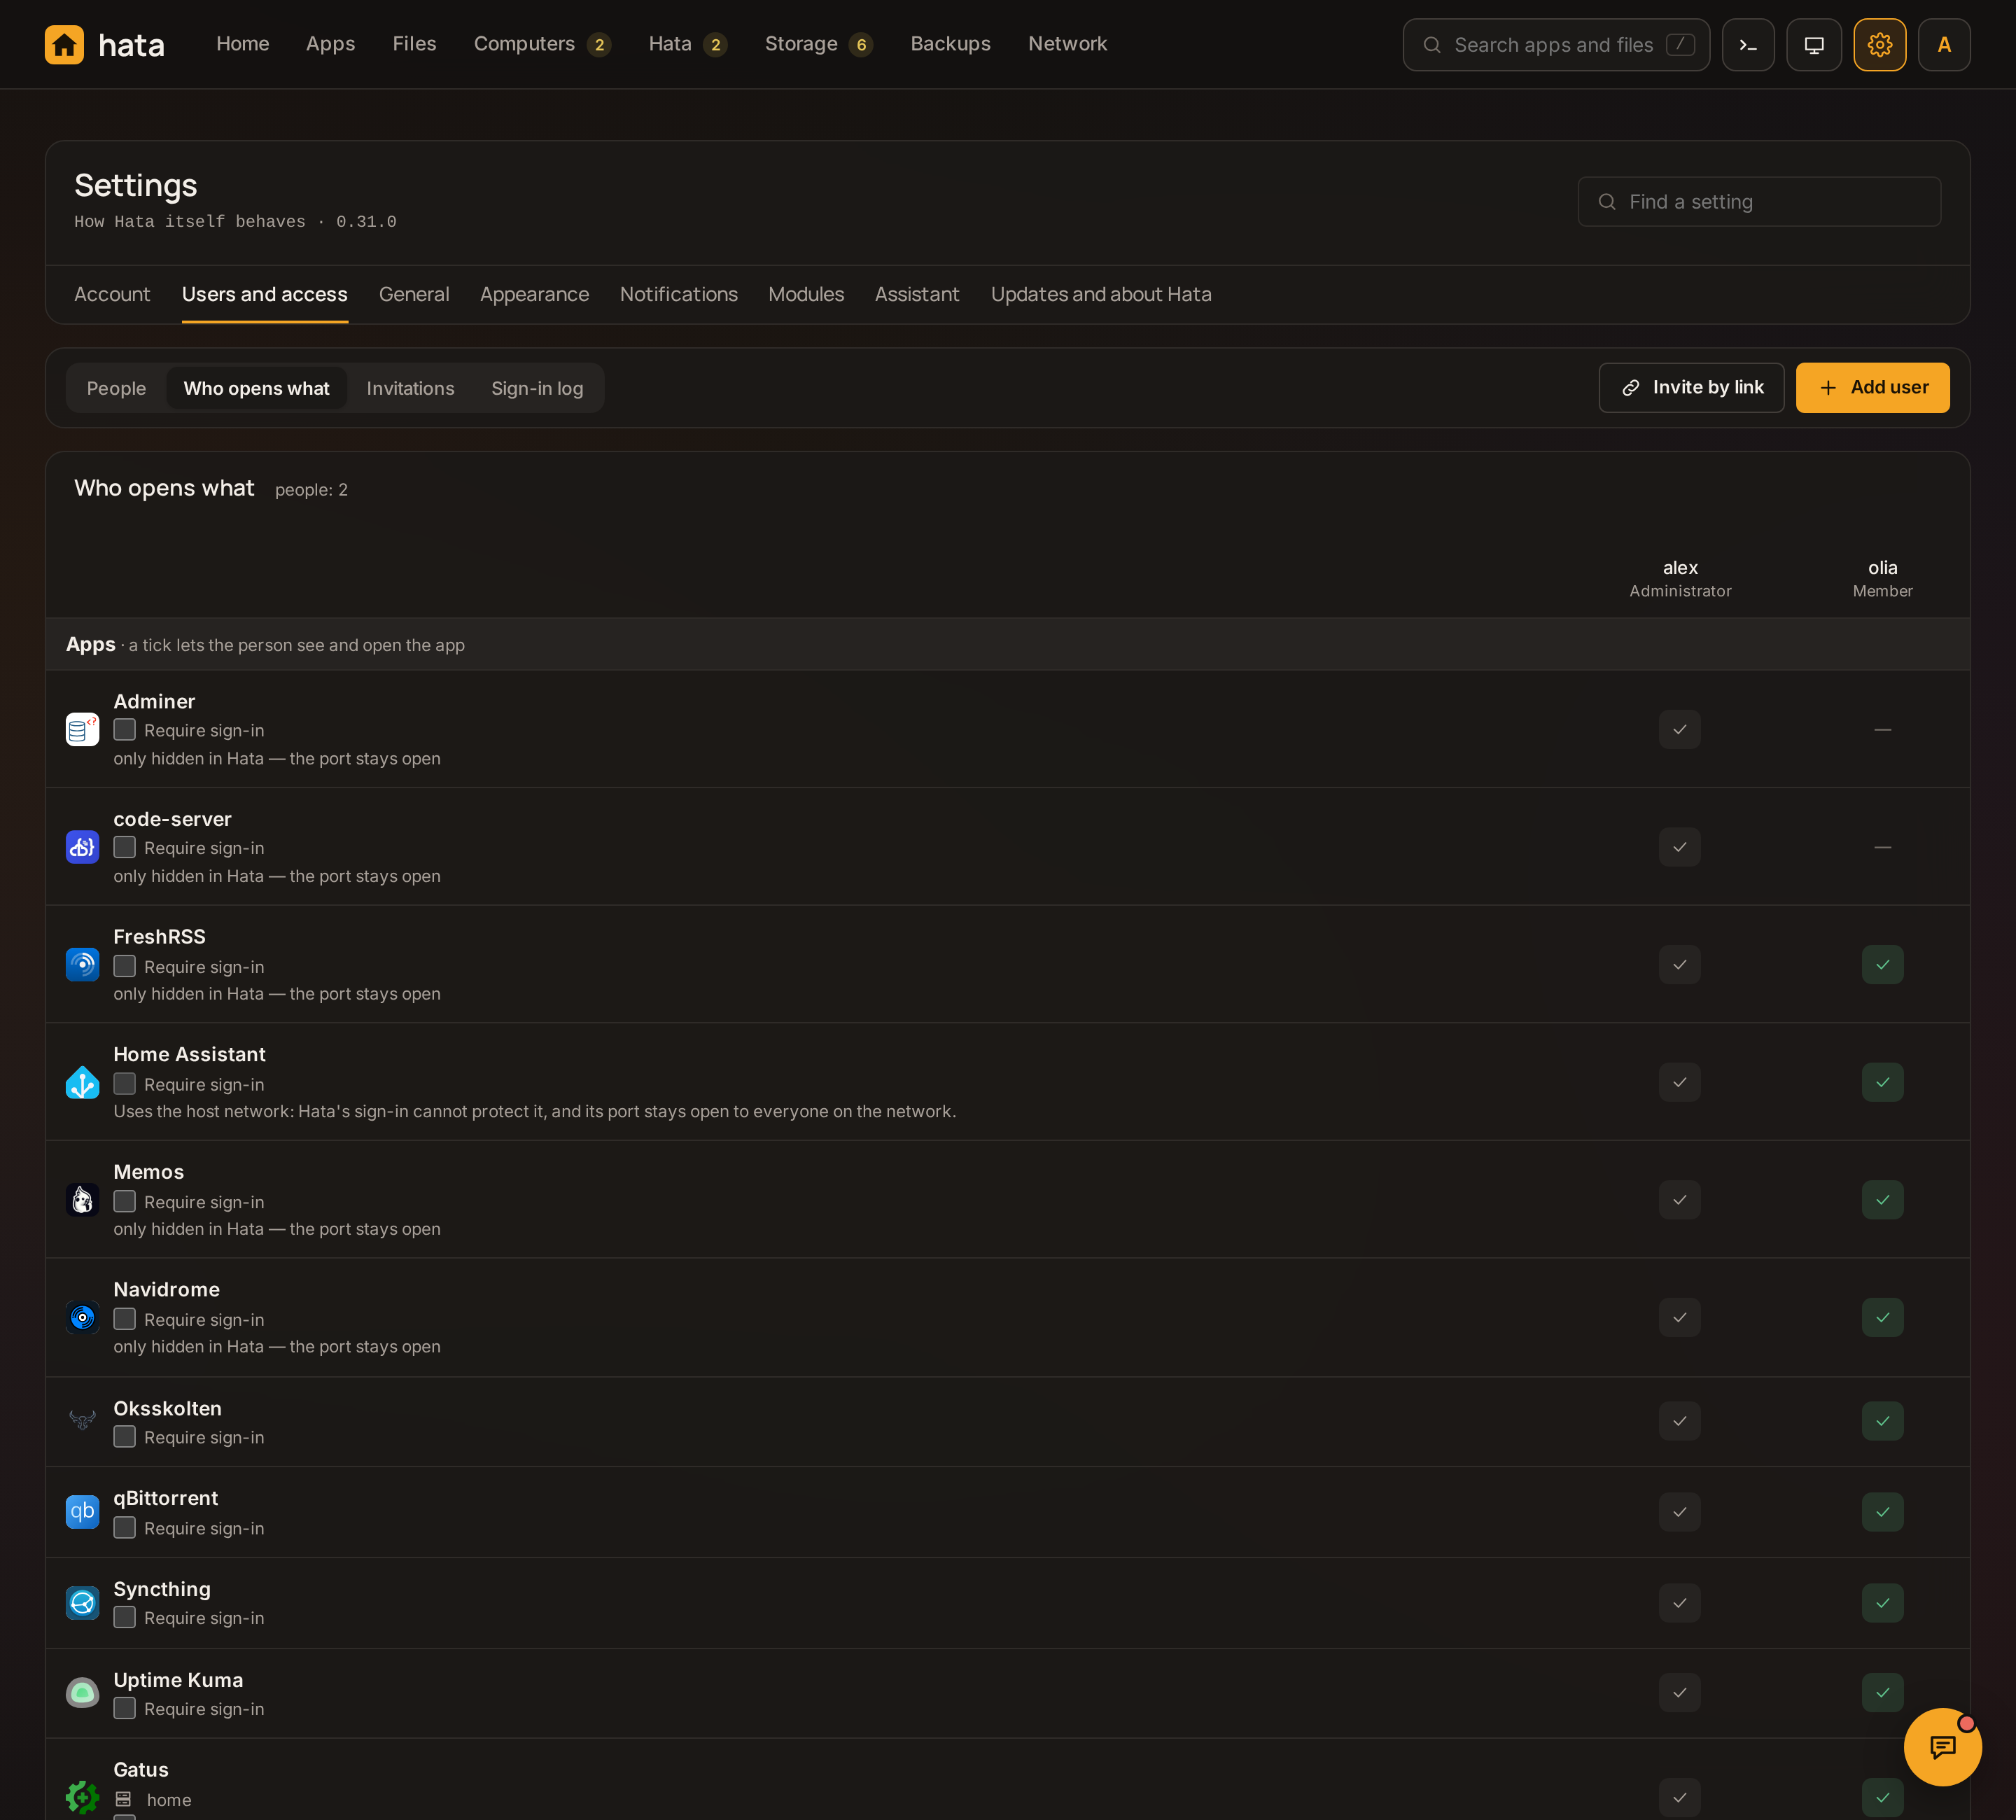 hata
Home Apps Files Computers 2 Hata 2 Storage 6 Backups Network
Search apps and files /
A
Settings
How Hata itself behaves · 0.31.0
Find a setting
Account Users and access General Appearance Notifications Modules Assistant Updates and about Hata
People Who opens what Invitations Sign-in log
Invite by link
Add user
Who opens what people: 2
alex olia
Administrator Member
Apps · a tick lets the person see and open the app
Adminer
Require sign-in
only hidden in Hata — the port stays open
code-server
Require sign-in
only hidden in Hata — the port stays open
FreshRSS
Require sign-in
only hidden in Hata — the port stays open
Home Assistant
Require sign-in
Uses the host network: Hata's sign-in cannot protect it, and its port stays open to everyone on the network.
Memos
Require sign-in
only hidden in Hata — the port stays open
Navidrome
Require sign-in
only hidden in Hata — the port stays open
Oksskolten
Require sign-in
qb
qBittorrent
Require sign-in
Syncthing
Require sign-in
Uptime Kuma
Require sign-in
Gatus
home